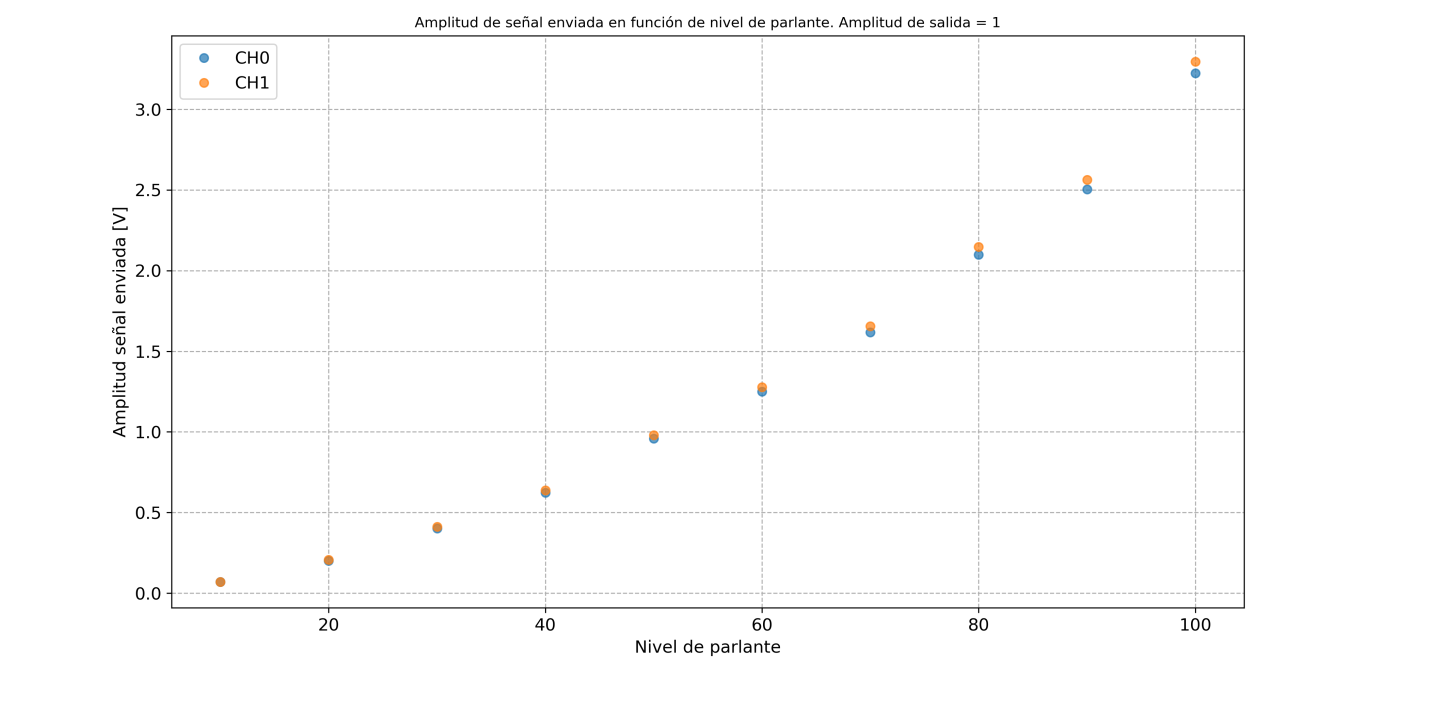 Amplitud de señal enviada en función de nivel de parlante. Amplitud de salida = 1
CH0
CH1
Amplitud señal enviada [V]
3.0
2.5
2.0
1.5
1.0
0.5
0.0
20 40 60 80 100
Nivel de parlante